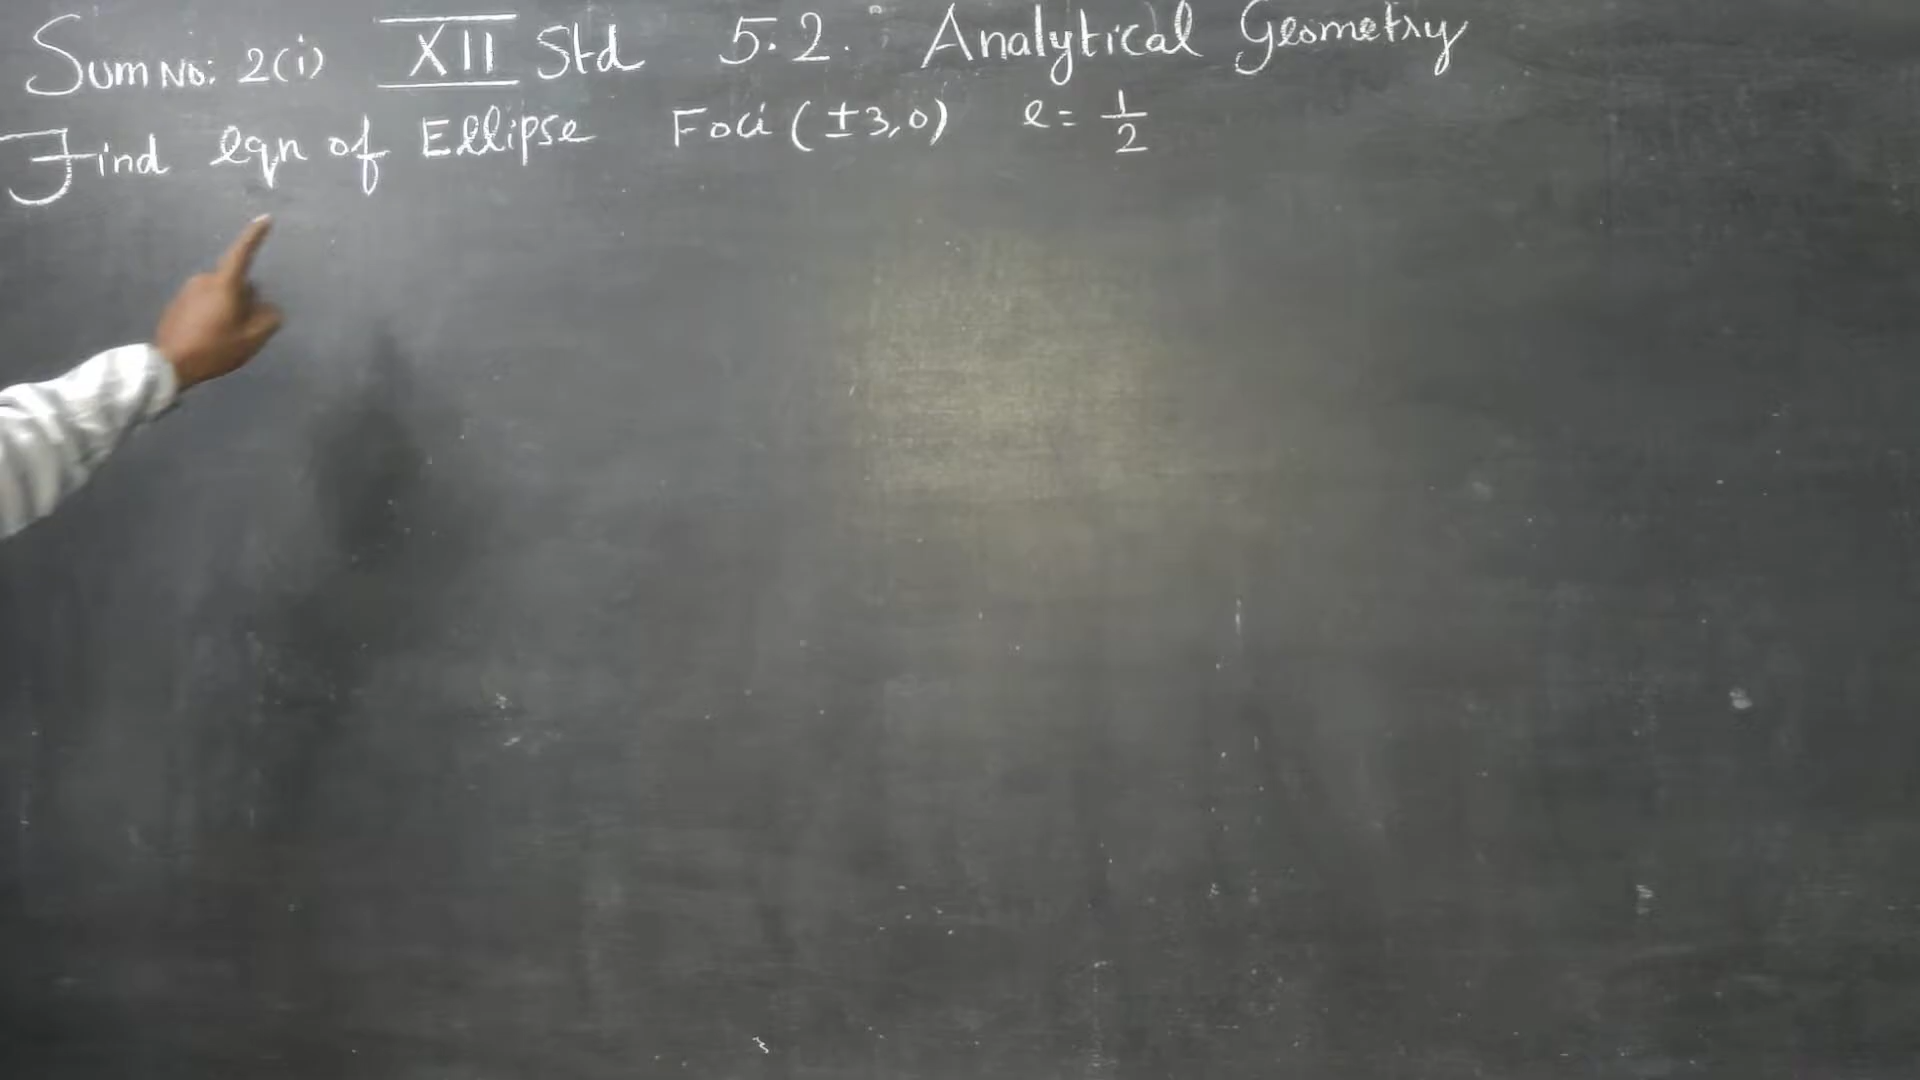 Sum No: 2(i) XII Std 5.2. Analytical Geometry
Find eqn of Ellipse Foci (±3,0) e = 1/2